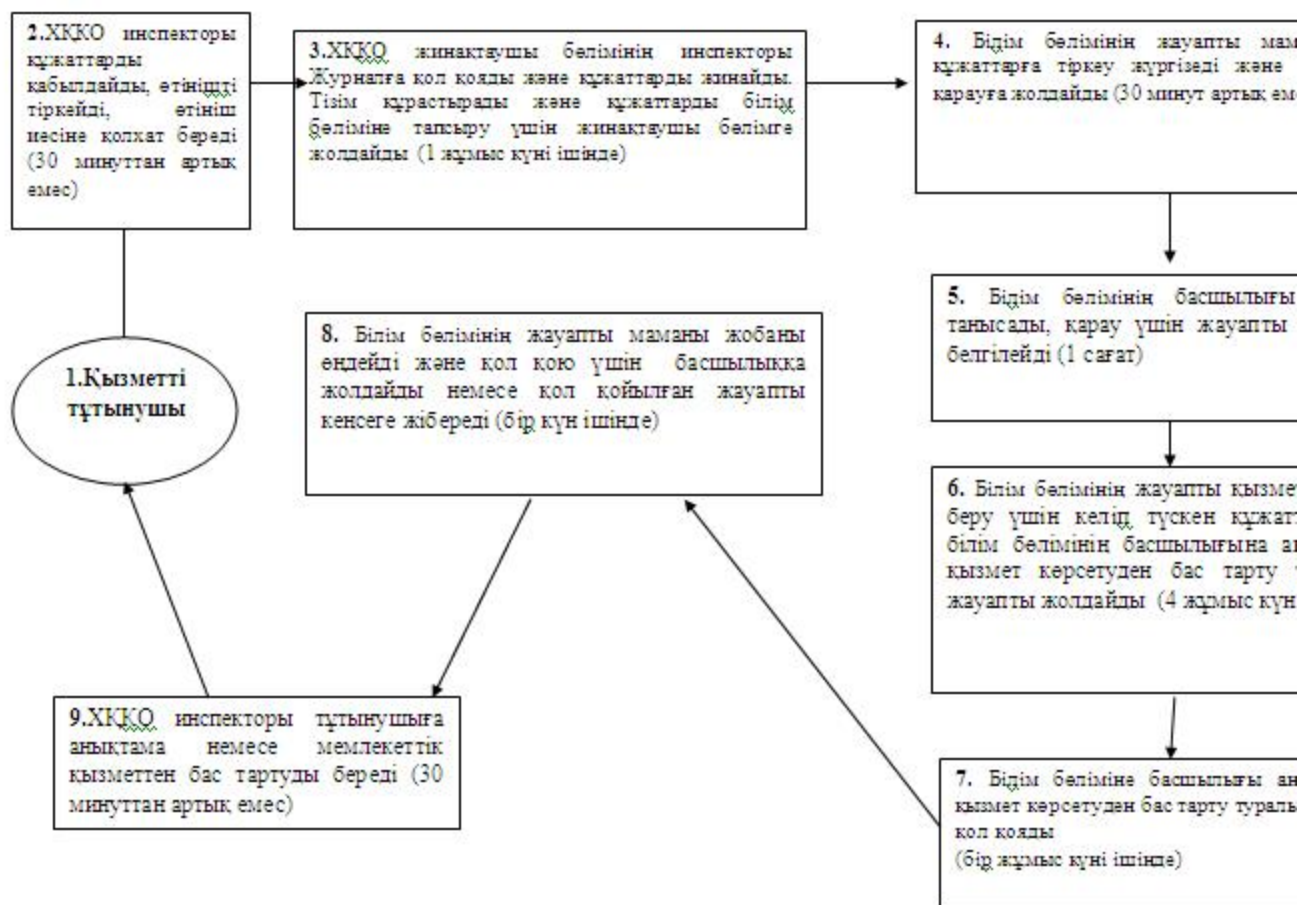 2.ХҚКО инспекторы
құжаттарды
қабылдайды, өтінішті
тіркейді, өтініш
иесіне қолхат береді
(30 минуттан артық
емес)
3.ХҚКО жинақтаушы бөлімінің инспекторы
Журналға қол қояды және құжаттарды жинайды.
Тізім құрастырады және құжаттарды білім
бөліміне тапсыру үшін жинақтаушы бөлімге
жолдайды (1 жұмыс күні ішінде)
4. Білім бөлімінің жауапты
құжаттарға тіркеу жүргізеді және
қарауға жолдайды (30 минут артық
5. Білім бөлімінің басшылығы
танысады, қарау үшін жауапты
белгілейді (1 сағат)
8. Білім бөлімінің жауапты маманы жобаны
өңдейді және қол қою үшін басшылыққа
жолдайды немесе қол қойылған жауапты
кеңсеге жібереді (бір күн ішінде)
1.Қызметті
тұтынушы
6. Білім бөлімінің жауапты
беру үшін келіп түскен
білім бөлімінің басшылығына
қызмет көрсетуден бас тарту
жауапты жолдайды (4 жұмыс
9.ХҚКО инспекторы тұтынушыға
анықтама немесе мемлекеттік
қызметтен бас тартуды береді (30
минуттан артық емес)
7. Білім бөліміне басшылығы
қызмет көрсетуден бас тарту туралы
қол қояды
(бір жұмыс күні ішінде)